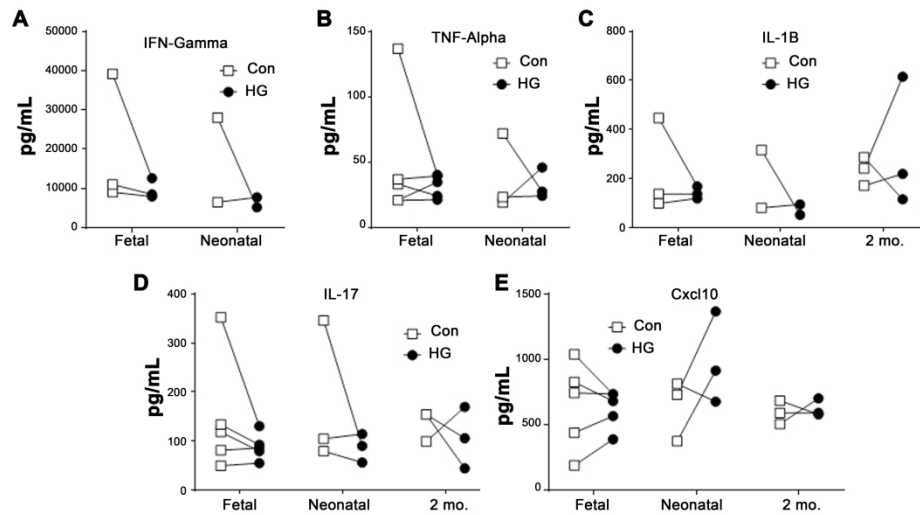 A
IFN-Gamma
pg/mL
50000
40000
30000
20000
10000
0
Con
HG
Fetal
Neonatal
B
TNF-Alpha
pg/mL
150
100
50
0
Con
HG
Fetal
Neonatal
C
IL-1B
pg/mL
800
600
400
200
0
Con
HG
Fetal
Neonatal
2 mo.
D
IL-17
pg/mL
400
300
200
100
0
Con
HG
Fetal
Neonatal
2 mo.
E
Cxcl10
pg/mL
1500
1000
500
0
Con
HG
Fetal
Neonatal
2 mo.